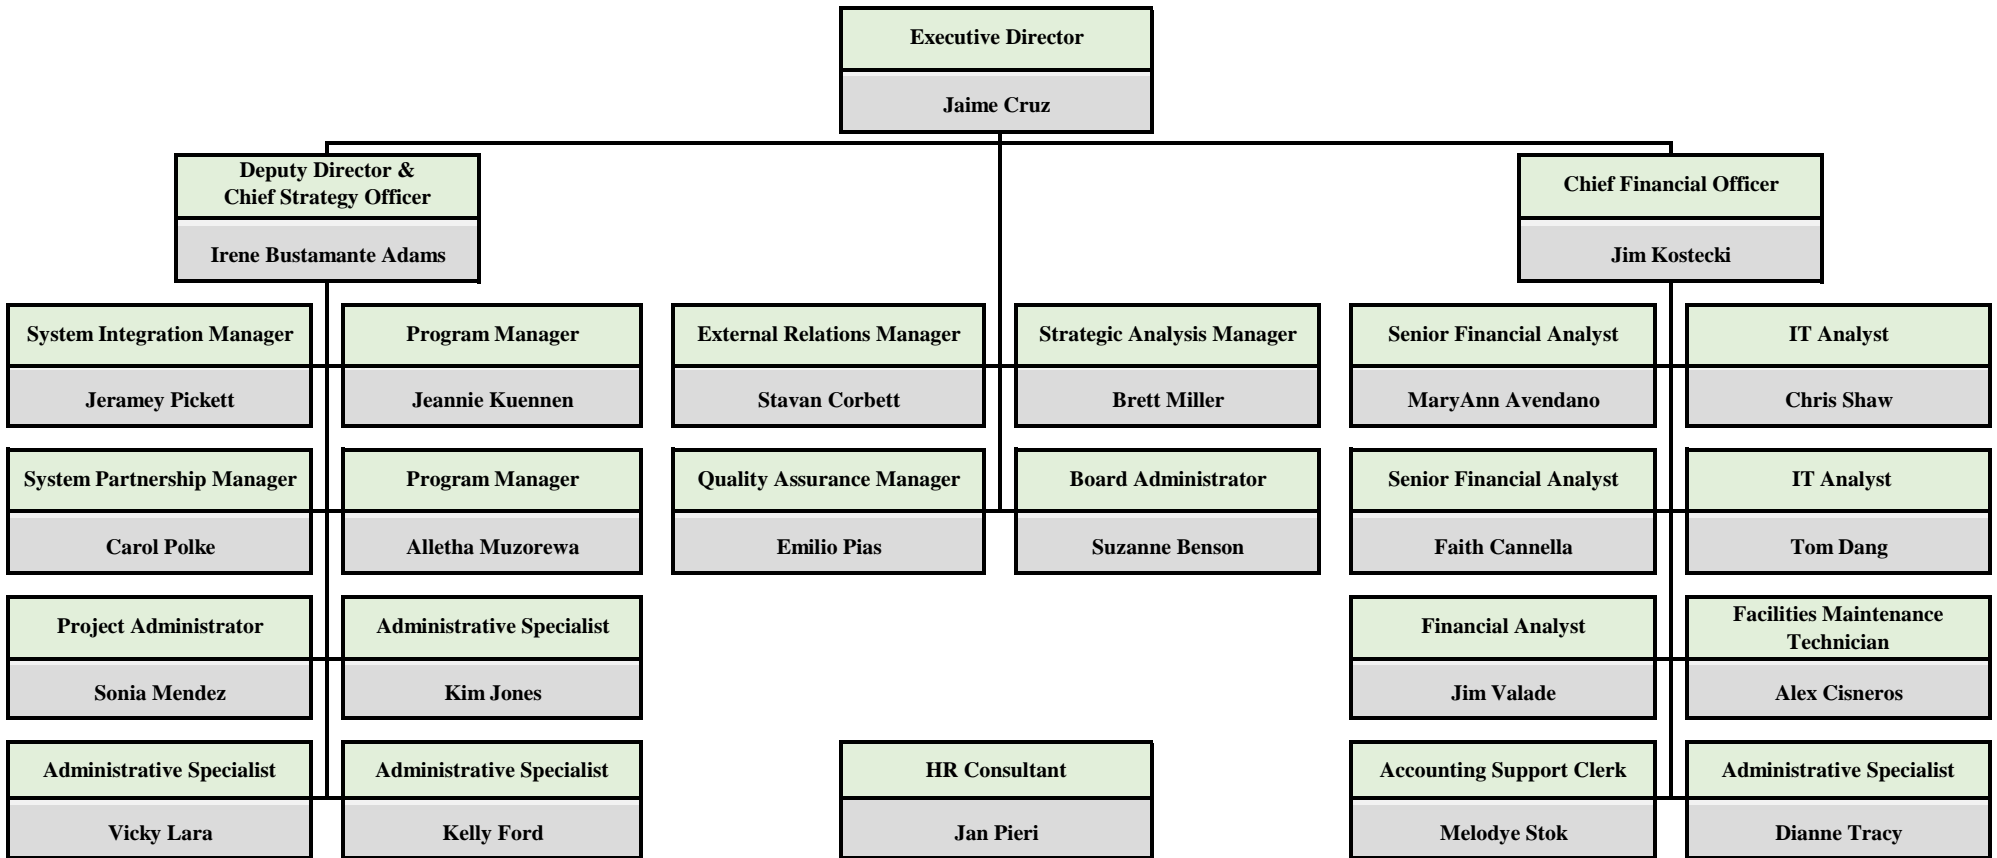 Executive Director
Jaime Cruz
Deputy Director &
Chief Strategy Officer
Irene Bustamante Adams
Chief Financial Officer
Jim Kostecki
System Integration Manager
Jeramey Pickett
Program Manager
Jeannie Kuennen
External Relations Manager
Stavan Corbett
Strategic Analysis Manager
Brett Miller
Senior Financial Analyst
MaryAnn Avendano
IT Analyst
Chris Shaw
System Partnership Manager
Carol Polke
Program Manager
Alletha Muzorewa
Quality Assurance Manager
Emilio Pias
Board Administrator
Suzanne Benson
Senior Financial Analyst
Faith Cannella
IT Analyst
Tom Dang
Project Administrator
Sonia Mendez
Administrative Specialist
Kim Jones
Financial Analyst
Jim Valade
Facilities Maintenance
Technician
Alex Cisneros
Administrative Specialist
Vicky Lara
Administrative Specialist
Kelly Ford
HR Consultant
Jan Pieri
Accounting Support Clerk
Melodye Stok
Administrative Specialist
Dianne Tracy